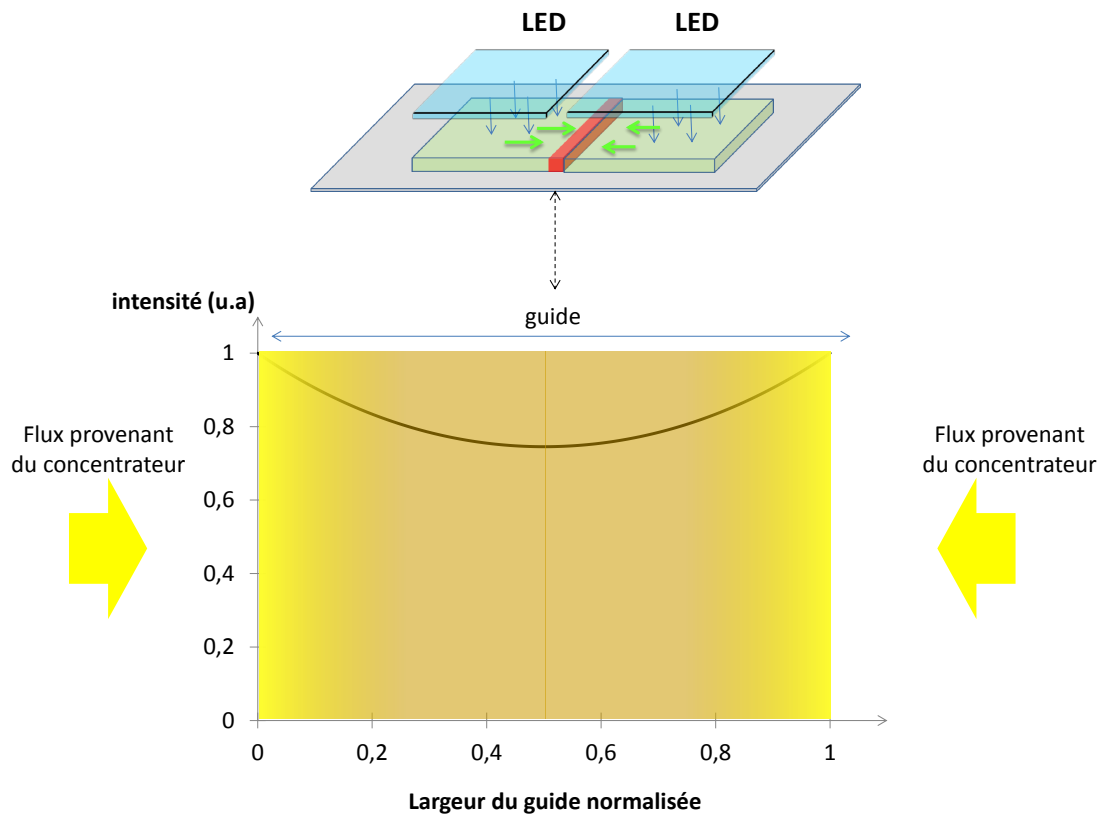 LED LED
intensité (u.a)
guide
1
0,8
0,6
0,4
0,2
0
Flux provenant
du concentrateur
Flux provenant
du concentrateur
0 0,2 0,4 0,6 0,8 1
Largeur du guide normalisée